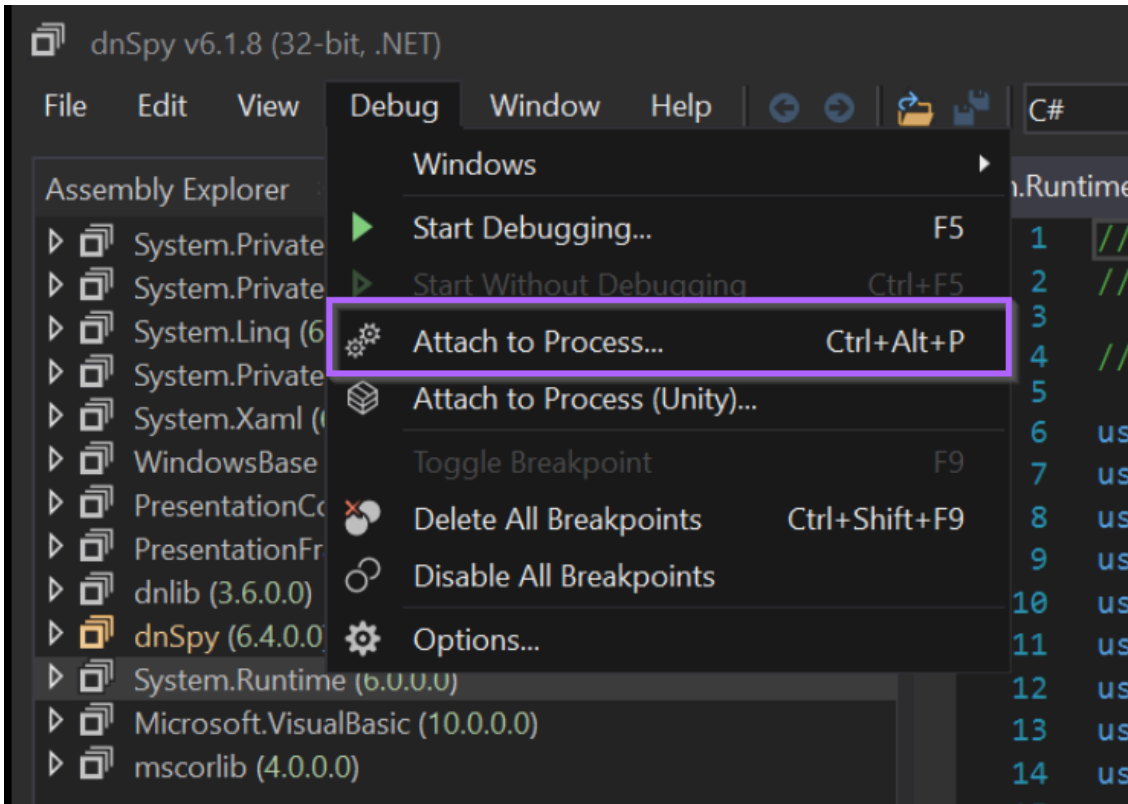 dnSpy v6.1.8 (32-bit, .NET)
File Edit View Debug Window Help C#
Assembly Explorer
System.Private
System.Private
System.Linq (6
System.Private
System.Xaml (
WindowsBase
PresentationCo
PresentationFr
dnlib (3.6.0.0)
dnSpy (6.4.0.0
System.Runtime (6.0.0.0)
Microsoft.VisualBasic (10.0.0.0)
mscorlib (4.0.0.0)
Windows
Start Debugging... F5
Start Without Debugging Ctrl+F5
Attach to Process... Ctrl+Alt+P
Attach to Process (Unity)...
Toggle Breakpoint F9
Delete All Breakpoints Ctrl+Shift+F9
Disable All Breakpoints
Options...
.Runtime
1 //
2 //
3
4 //
5
6 us
7 us
8 us
9 us
10 us
11 us
12 us
13 us
14 us